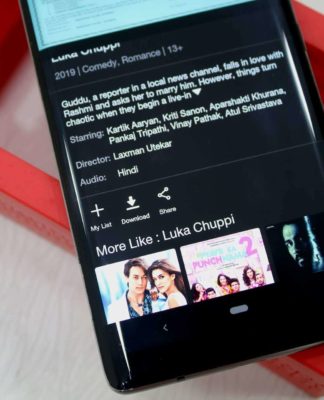 Luka Chuppi
2019 | Comedy, Romance | 13+
Guddu, a reporter in a local news channel, falls in love with
Rashmi and asks her to marry him. However, things turn
chaotic when they begin a live-in
Starring: Kartik Aaryan, Kriti Sanon, Aparshakti Khurana,
Pankaj Tripathi, Vinay Pathak, Atul Srivastava
Director: Laxman Utekar
Audio: Hindi
My List Download Share
More Like : Luka Chuppi
PYAAR KA
PUNCHNAMA
2